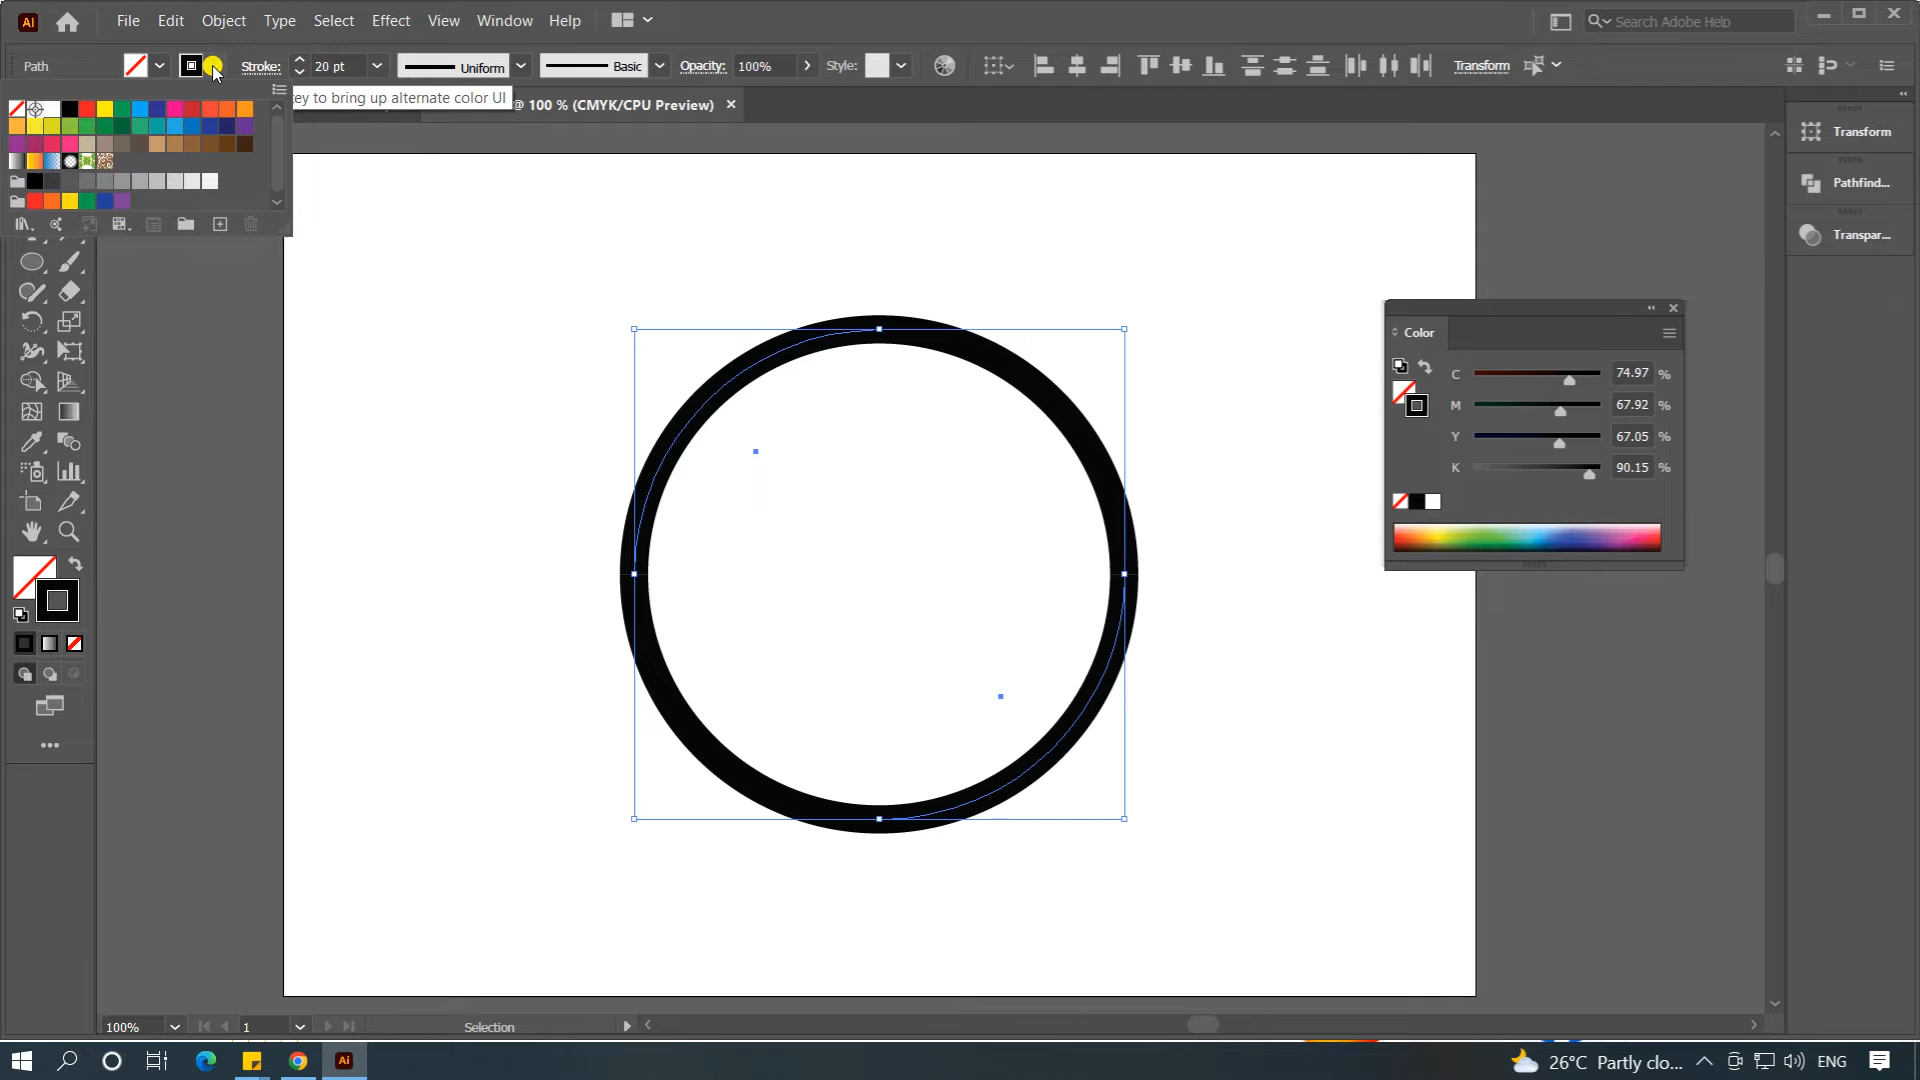 Ai
File Edit Object Type Select Effect View Window Help
Search Adobe Help
Path
Stroke: 20 pt Uniform Basic Opacity: 100% Style: Transform
ey to bring up alternate color UI
@ 100 % (CMYK/CPU Preview)
Transform
Pathfind...
Transpar...
Color
C 74.97 %
M 67.92 %
Y 67.05 %
K 90.15 %
100% 1 Selection
Ai 26°C Partly clo... ENG